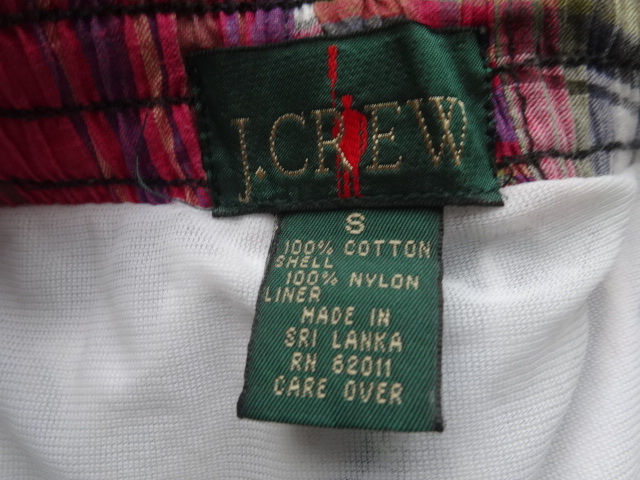 J.CREW
S
100% COTTON
SHELL
100% NYLON
LINER
MADE IN
SRI LANKA
RN 62011
CARE OVER